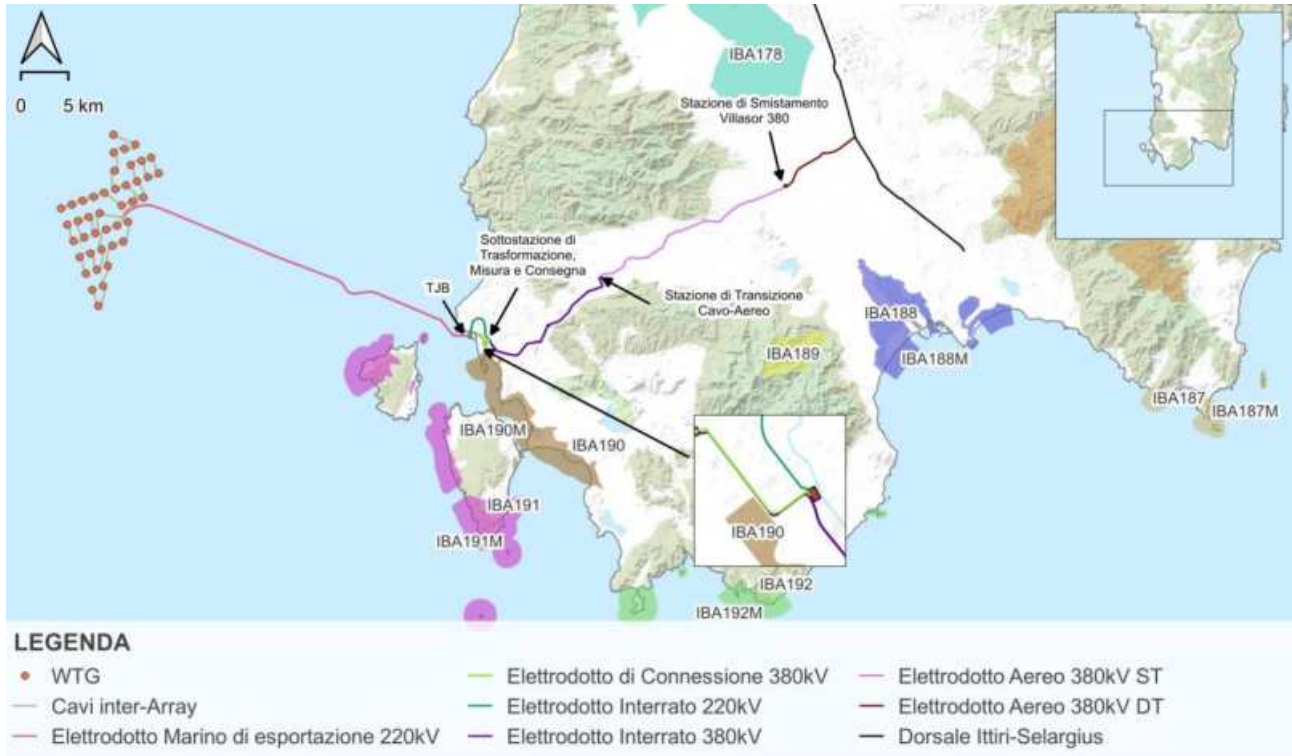 IBA178
Stazione di Smistamento
Villasor 380
0 5 km
Sottostazione di
Trasformazione,
Misura e Consegna
TJB
Stazione di Transizione
Cavo-Aereo
IBA188
IBA189
IBA188M
IBA187
IBA187M
IBA190M
IBA190
IBA191
IBA191M
IBA190
IBA192
IBA192M
LEGENDA
WTG
Cavi inter-Array
Elettrodotto Marino di esportazione 220kV
Elettrodotto di Connessione 380kV
Elettrodotto Interrato 220kV
Elettrodotto Interrato 380kV
Elettrodotto Aereo 380kV ST
Elettrodotto Aereo 380kV DT
Dorsale Ittiri-Selargius